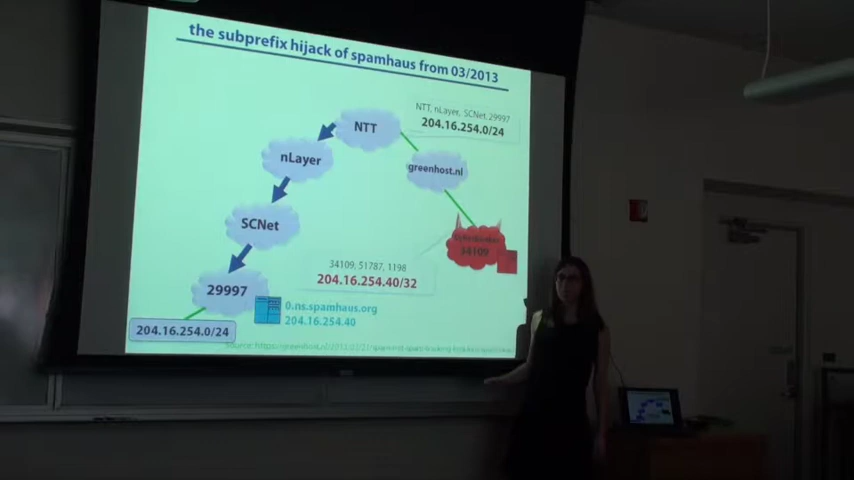 the subprefix hijack of spamhaus from 03/2013
NTT, nLayer, SCNet, 29997
204.16.254.0/24
NTT
nLayer
greenhost.nl
SCNet
34109
34109, 51787, 1198
204.16.254.40/32
29997
0.ns.spamhaus.org
204.16.254.40
204.16.254.0/24